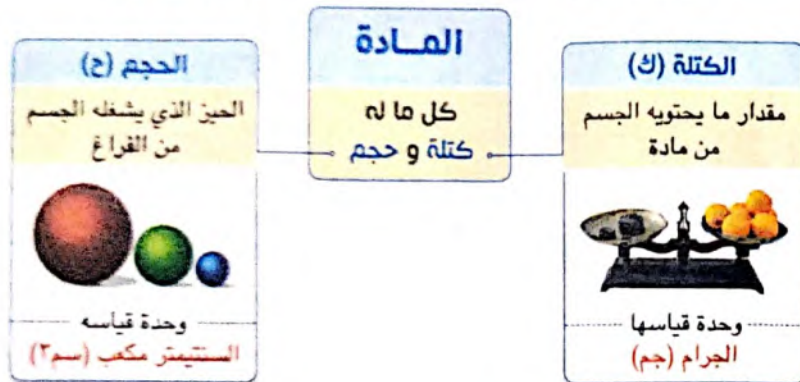 المــادة
كل ما له
كتلة و حجم
الكتلة (ك)
مقدار ما يحتويه الجسم
من مادة
وحدة قياسها
الجرام (جم)
الحجم (ح)
الحيز الذي يشغله الجسم
من الفراغ
وحدة قياسه
السنتيمتر مكعب (سم٣)